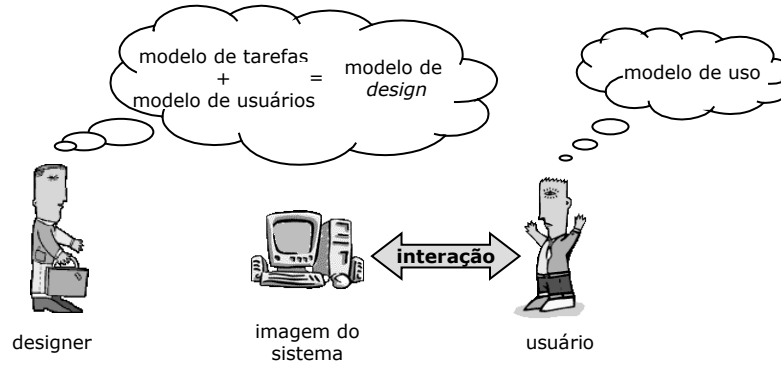 modelo de tarefas
+
modelo de usuários
=
modelo de
design
modelo de uso
interação
designer
imagem do
sistema
usuário